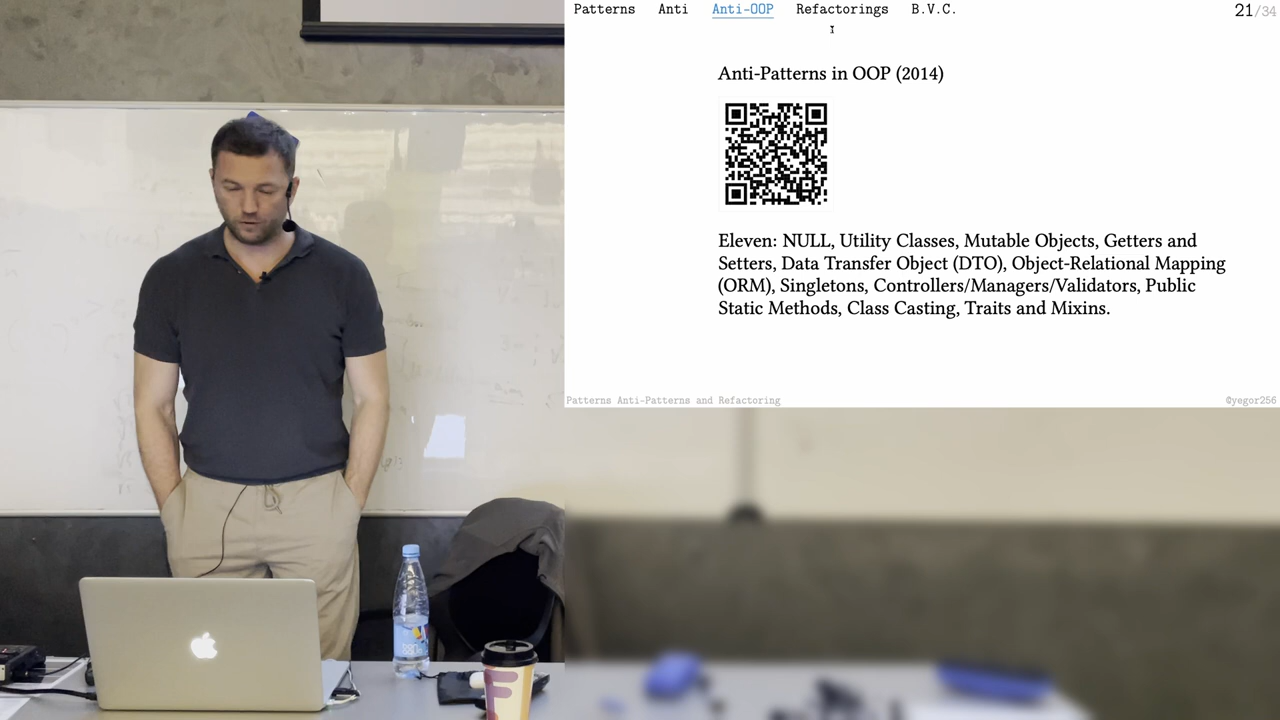 Patterns Anti Anti-OOP Refactorings B.V.C. 21/34
Anti-Patterns in OOP (2014)
Eleven: NULL, Utility Classes, Mutable Objects, Getters and
Setters, Data Transfer Object (DTO), Object-Relational Mapping
(ORM), Singletons, Controllers/Managers/Validators, Public
Static Methods, Class Casting, Traits and Mixins.
Patterns Anti-Patterns and Refactoring @yegor256